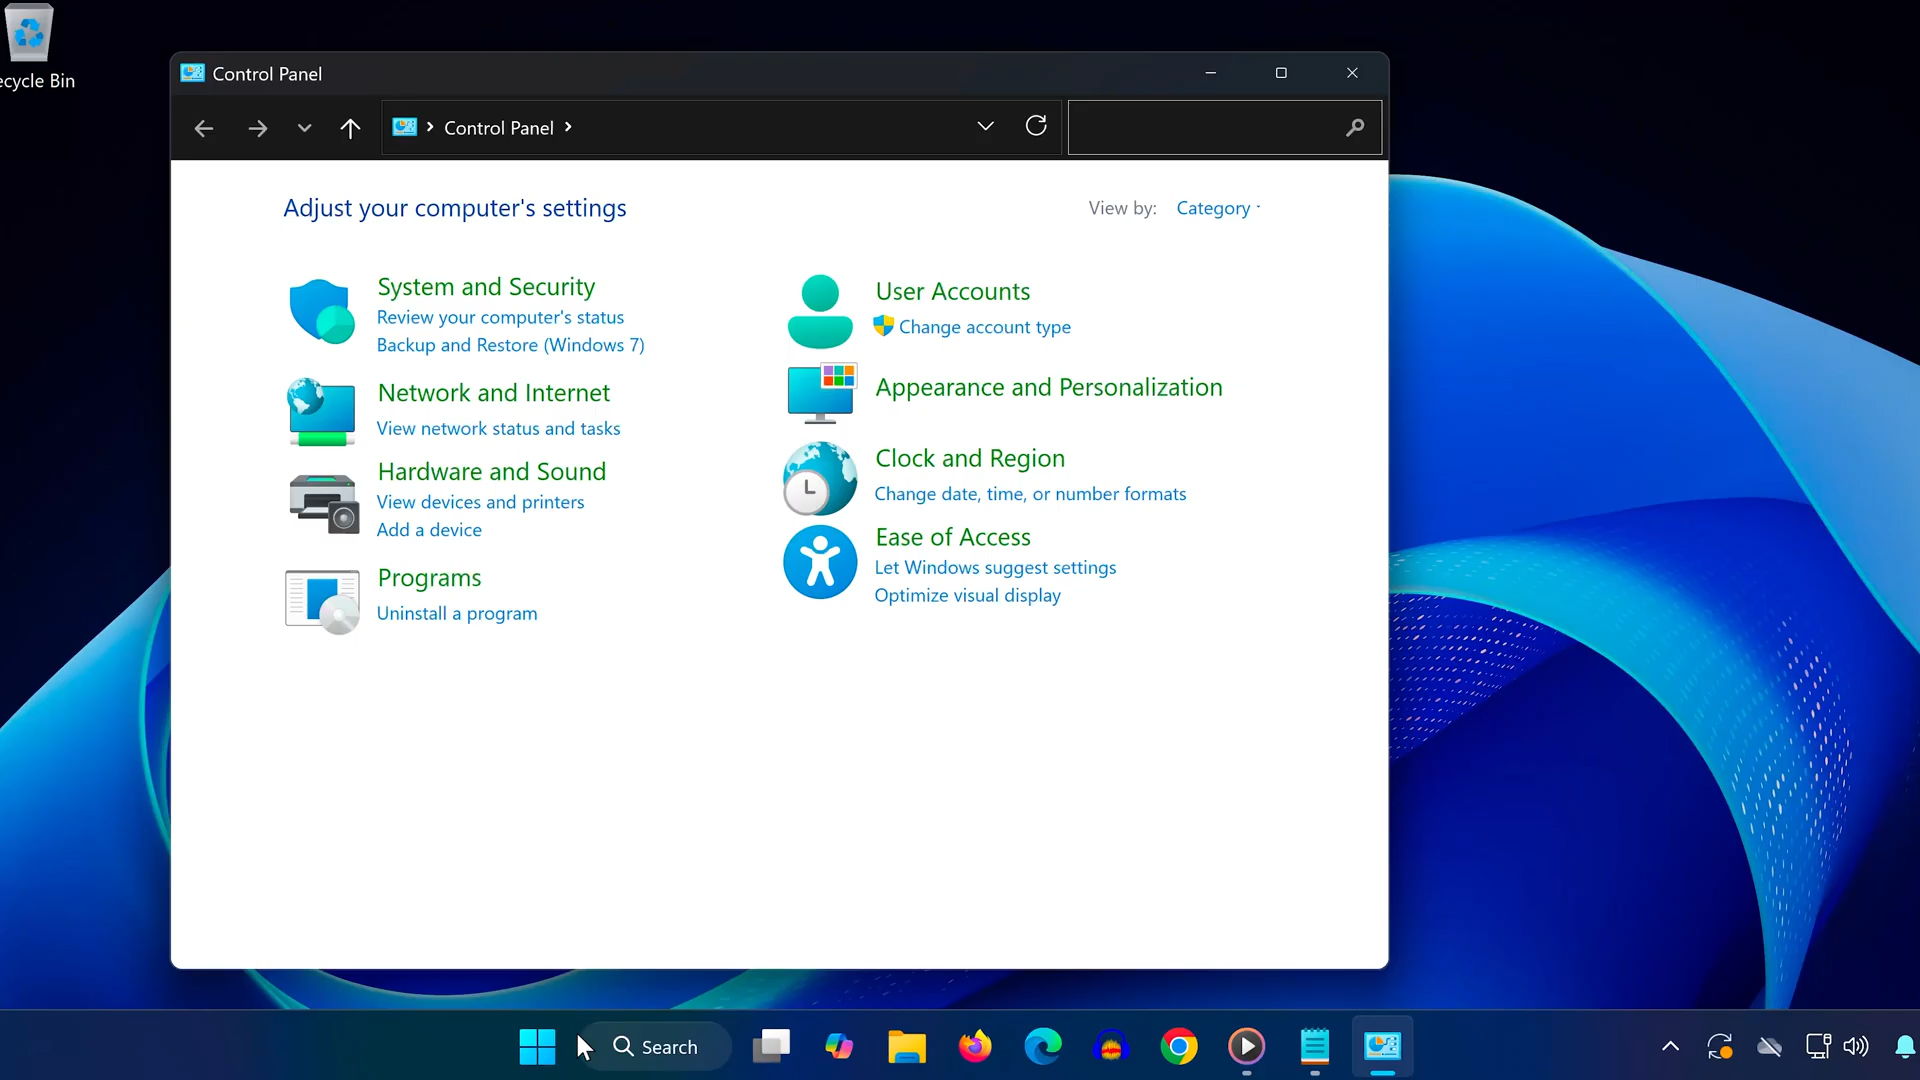 ecycle Bin
Control Panel
Control Panel
Adjust your computer's settings
View by: Category
System and Security
Review your computer's status
Backup and Restore (Windows 7)
Network and Internet
View network status and tasks
Hardware and Sound
View devices and printers
Add a device
Programs
Uninstall a program
User Accounts
Change account type
Appearance and Personalization
Clock and Region
Change date, time, or number formats
Ease of Access
Let Windows suggest settings
Optimize visual display
Search